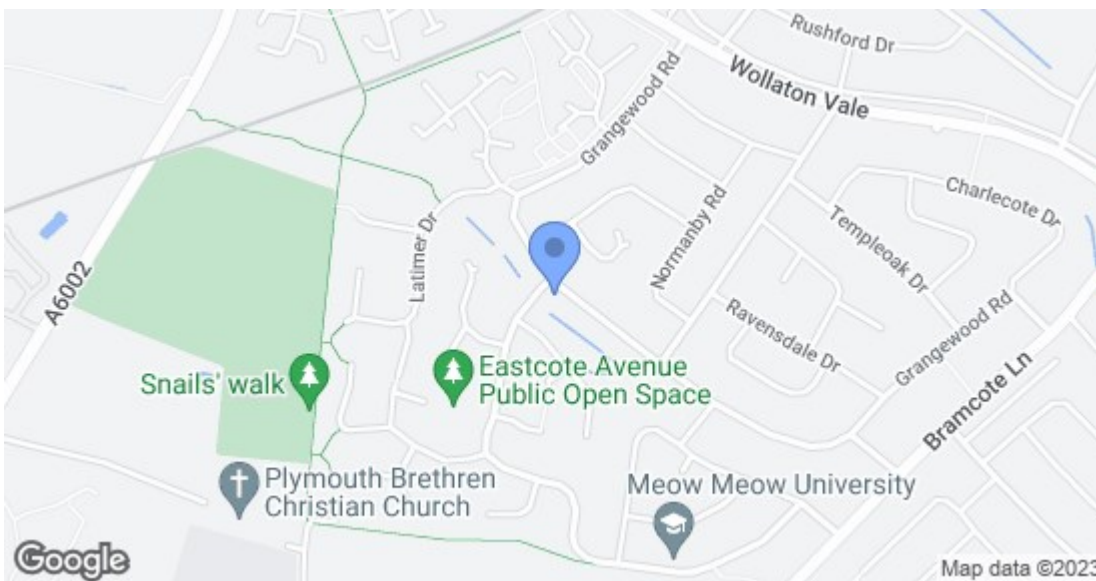 Rushford Dr
Wollaton Vale
Grangewood Rd
Charlecote Dr
Templeoak Dr
Normanby Rd
Latimer Dr
A6002
Ravensdale Dr
Grangewood Rd
Bramcote Ln
Snails' walk
Eastcote Avenue
Public Open Space
Plymouth Brethren
Christian Church
Meow Meow University
Google
Map data ©2023